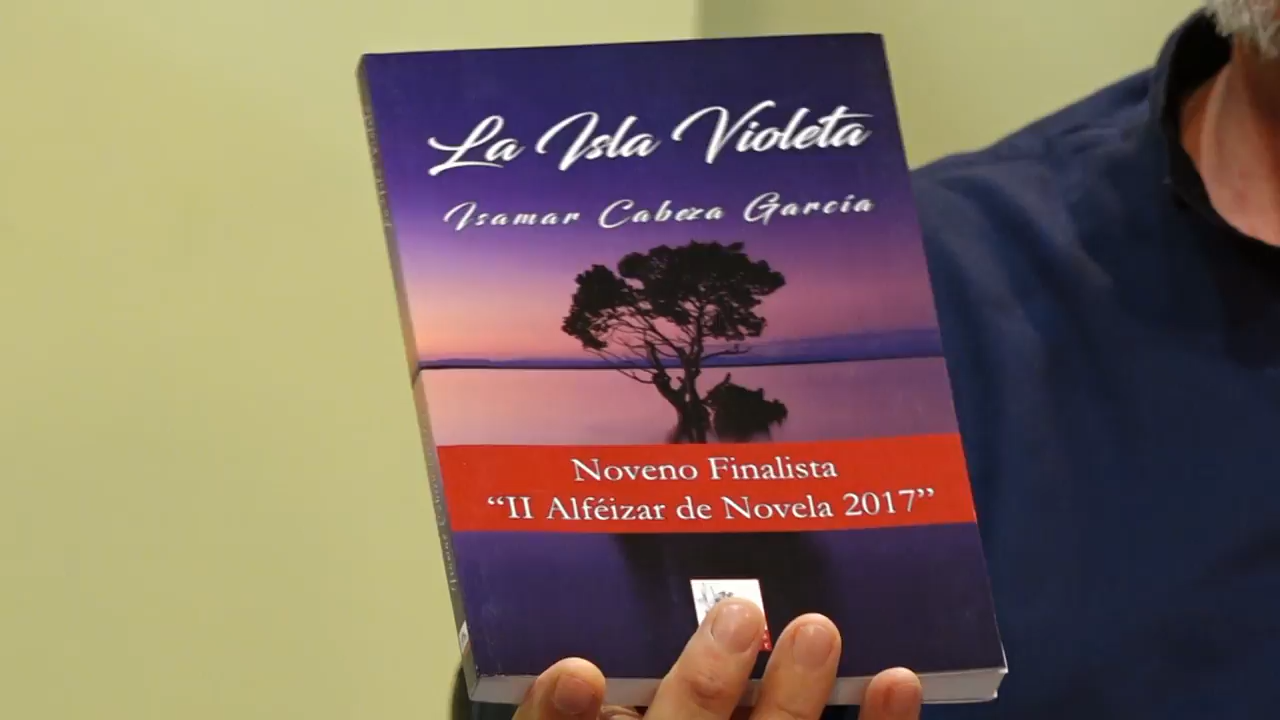 La Isla Violeta
Isamar Cabeza García
Noveno Finalista
“II Alféizar de Novela 2017”